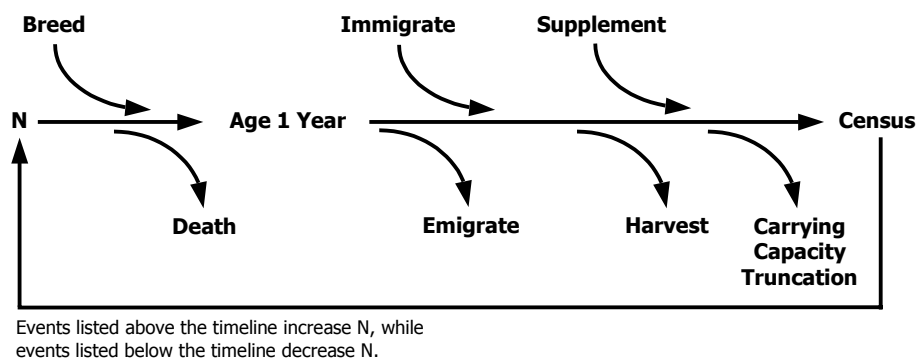 Breed
Immigrate
Supplement
N
Age 1 Year
Census
Death
Emigrate
Harvest
Carrying
Capacity
Truncation
Events listed above the timeline increase N, while
events listed below the timeline decrease N.